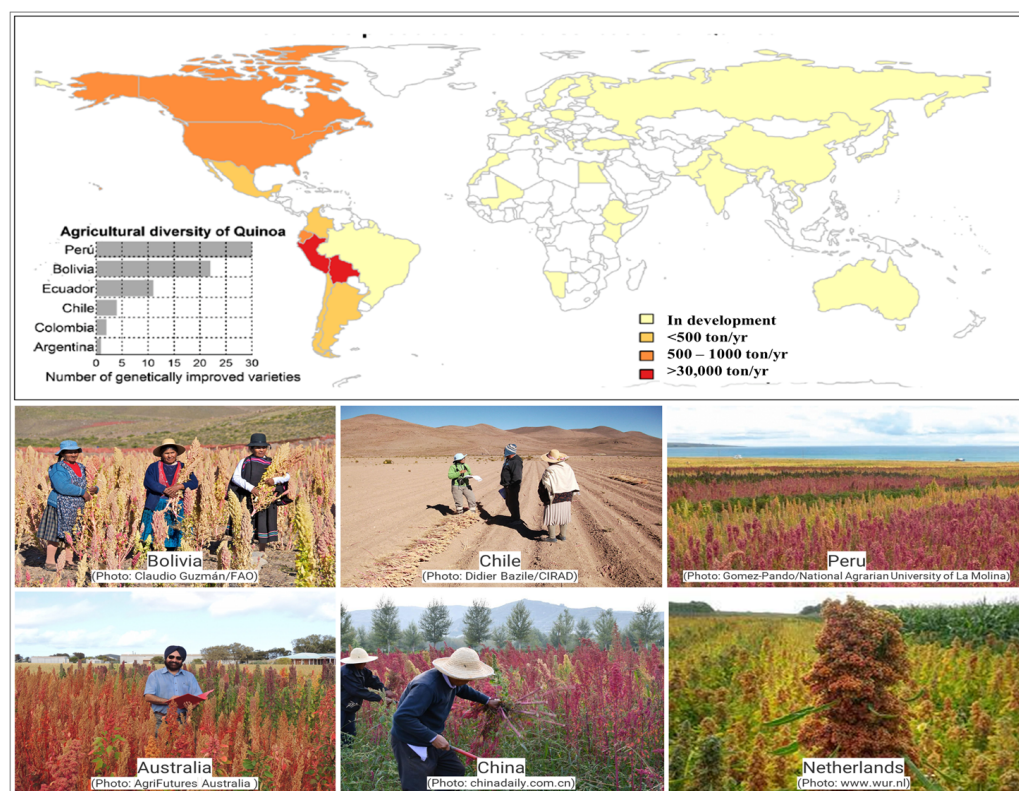 Agricultural diversity of Quinoa
Perú
Bolivia
Ecuador
Chile
Colombia
Argentina
0 5 10 15 20 25 30
Number of genetically improved varieties
In development
<500 ton/yr
500 – 1000 ton/yr
>30,000 ton/yr
Bolivia
(Photo: Claudio Guzmán/FAO)
Chile
(Photo: Didier Bazile/CIRAD)
Peru
(Photo: Gomez-Pando/National Agrarian University of La Molina)
Australia
(Photo: AgriFutures Australia )
China
(Photo: chinadaily.com.cn)
Netherlands
(Photo: www.wur.nl)